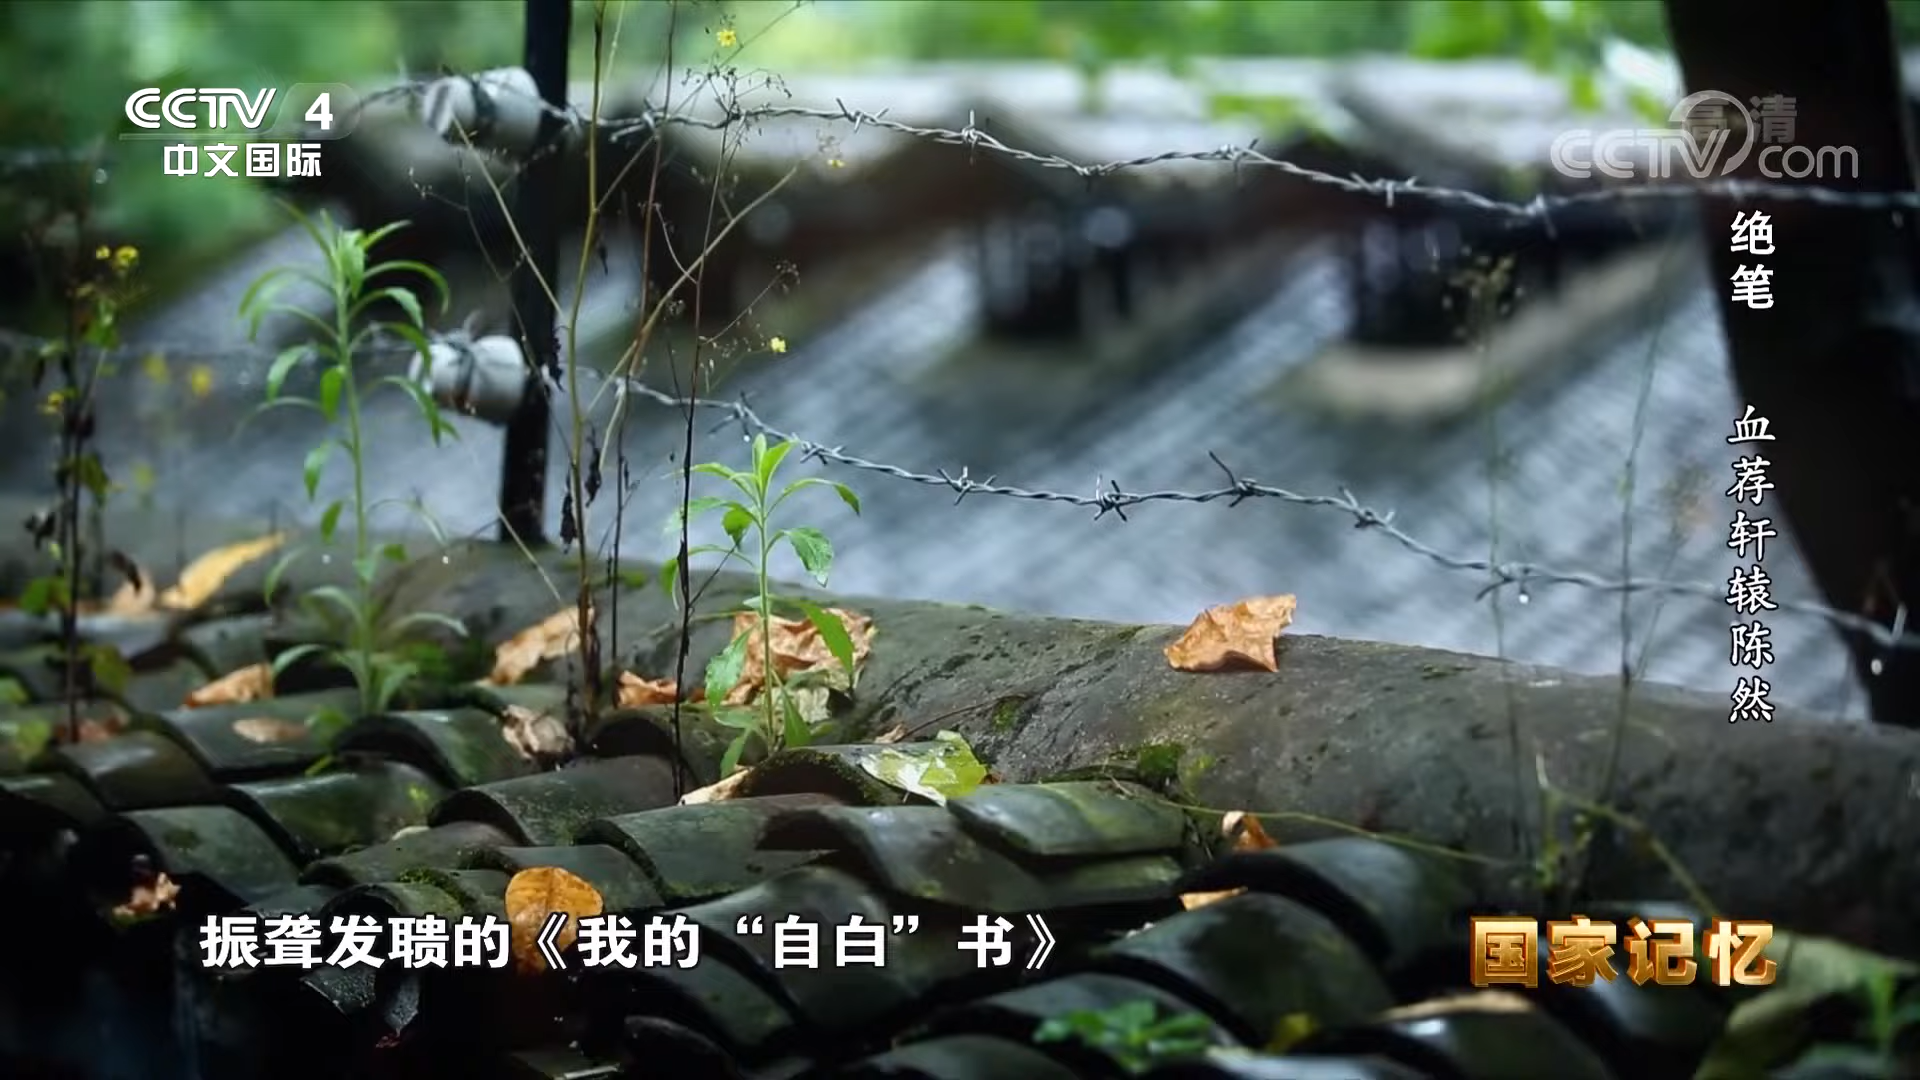 CCTV 4
中文国际
高清
CCTV.com
绝笔 血荐轩辕陈然
振聋发聩的《我的“自白”书》
国家记忆